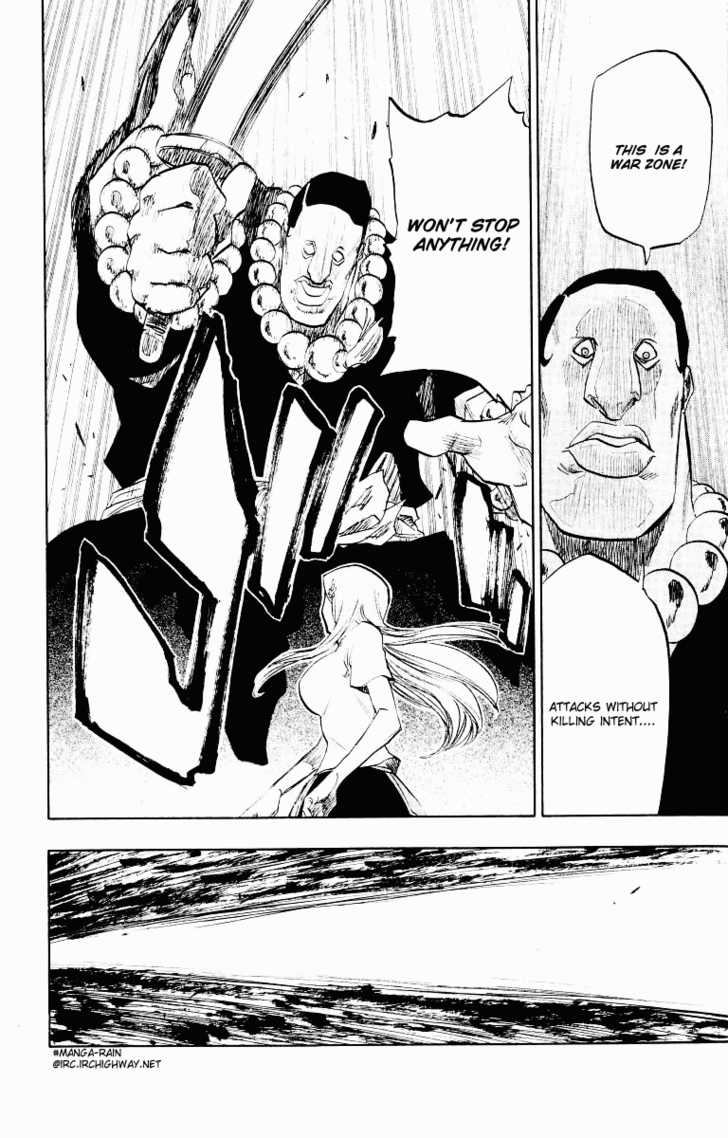 THIS IS A
WAR ZONE!
ATTACKS WITHOUT
KILLING INTENT....
WON'T STOP
ANYTHING!
#MANGA-RAIN
@IRC.IRCHIGHWAY.NET